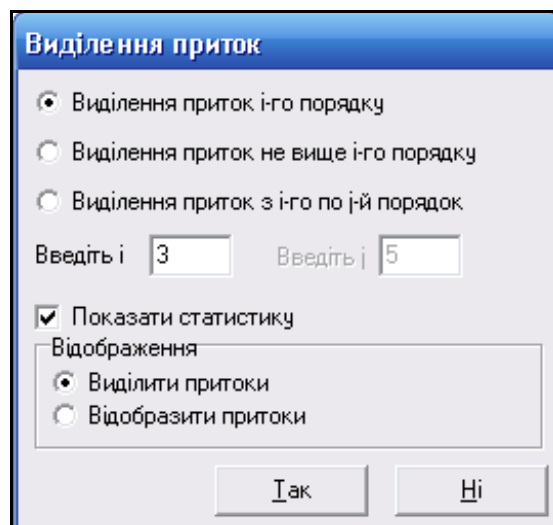 Виділення приток
Виділення приток і-го порядку
Виділення приток не вище і-го порядку
Виділення приток з і-го по j-й порядок
Введіть і 3 Введіть j 5
Показати статистику
Відображення
Виділити притоки
Відобразити притоки
Так Ні